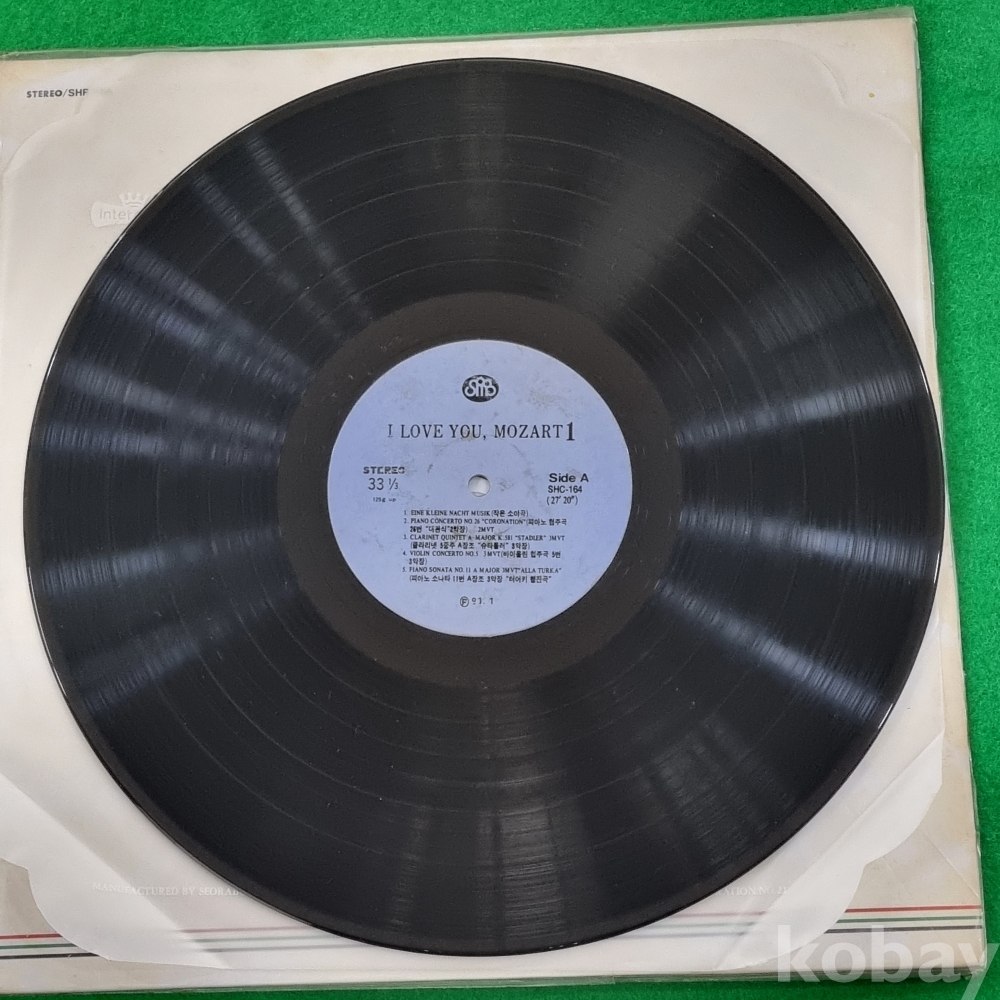 STEREO/SHF
Inter
SRB
I LOVE YOU, MOZART 1
STEREO
33 ⅓
Side A
SHC-164
(27' 20")
1. EINE KLEINE NACHT MUSIK (작은 소야곡)
2. PIANO CONCERTO NO.26 "CORONATION" (피아노 협주곡
26번 "대관식" 2악장) 2MVT
3. CLARINET QUINTET A MAJOR K.581 "STADLER" 3MVT
(클라리넷 5중주 A장조 "슈타틀러" 3악장)
4. VIOLIN CONCERTO NO.5 3MVT (바이올린 협주곡 5번
3악장)
5. PIANO SONATA NO.11 A MAJOR 3MVT "ALLA TURKA"
(피아노 소나타 11번 A장조 3악장 "터어키 행진곡"
Ⓟ 93. 1
MANUFACTURED BY SEORAB
kobay